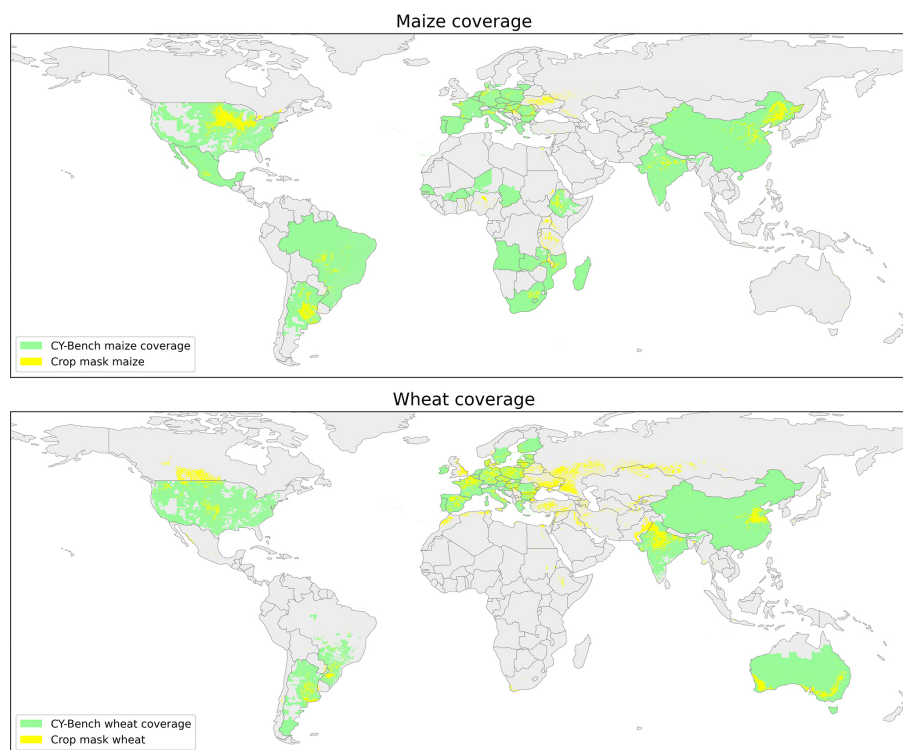 Maize coverage
CY-Bench maize coverage
Crop mask maize
Wheat coverage
CY-Bench wheat coverage
Crop mask wheat